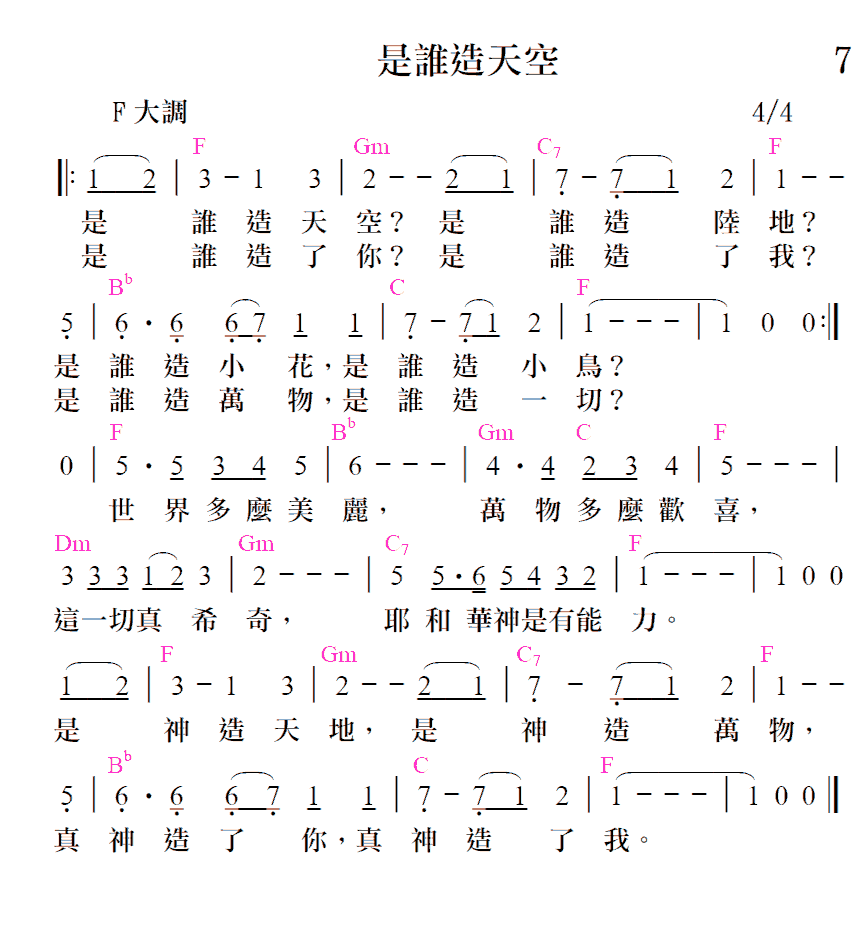 是誰造天空 7
F 大調 4/4
F Gm C7 F
‖: 1 2 | 3 - 1 3 | 2 - - 2 1 | 7̣ - 7̣ 1 2 | 1 - -
是 誰 造 天 空? 是 誰 造 陸 地?
是 誰 造 了 你? 是 誰 造 了 我?
Bb C F
5̣ | 6̣ · 6̣ 6̣ 7̣ 1 1 | 7̣ - 7̣ 1 2 | 1 - - - | 1 0 0 :‖
是 誰 造 小 花,是 誰 造 小 鳥?
是 誰 造 萬 物,是 誰 造 一 切?
F Bb Gm C F
0 | 5 · 5 3 4 5 | 6 - - - | 4 · 4 2 3 4 | 5 - - - |
世 界 多 麼 美 麗, 萬 物 多 麼 歡 喜,
Dm Gm C7 F
3 3 3 1 2 3 | 2 - - - | 5 5 · 6 5 4 3 2 | 1 - - - | 1 0 0
這一切真 希 奇, 耶 和 華神是有能 力。
F Gm C7 F
1 2 | 3 - 1 3 | 2 - - 2 1 | 7̣ - 7̣ 1 2 | 1 - -
是 神 造 天 地, 是 神 造 萬 物,
Bb C F
5̣ | 6̣ · 6̣ 6̣ 7̣ 1 1 | 7̣ - 7̣ 1 2 | 1 - - - | 1 0 0 ‖
真 神 造 了 你,真 神 造 了 我。